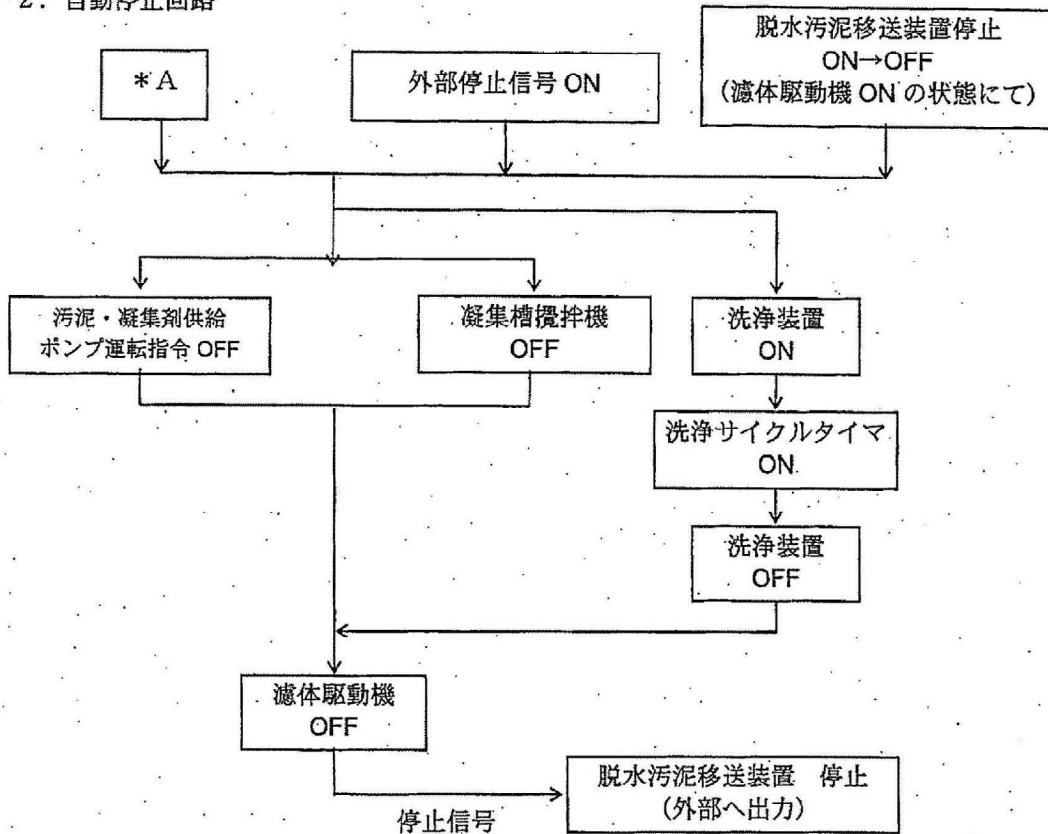 2．自動停止回路
＊A
外部停止信号 ON
脱水汚泥移送装置停止
ON→OFF
（濾体駆動機 ON の状態にて）
汚泥・凝集剤供給
ポンプ運転指令 OFF
凝集槽攪拌機
OFF
洗浄装置
ON
洗浄サイクルタイマ
ON
洗浄装置
OFF
濾体駆動機
OFF
停止信号
脱水汚泥移送装置　停止
（外部へ出力）